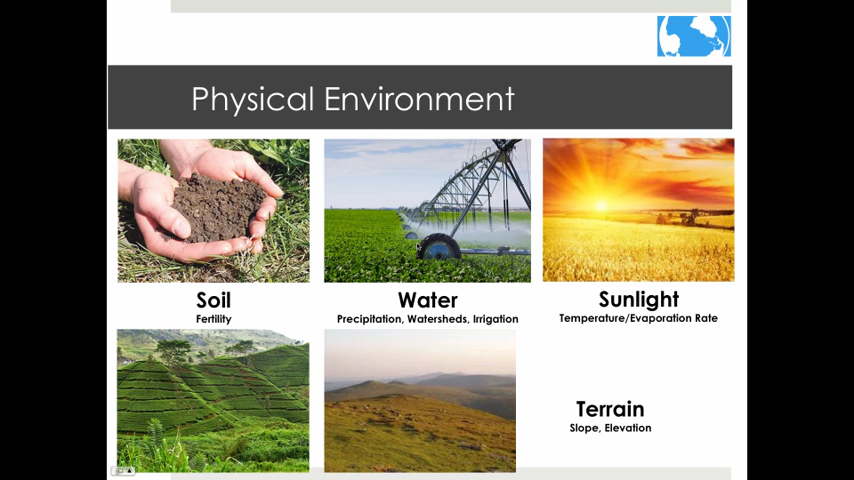 Physical Environment
Soil
Fertility
Water
Precipitation, Watersheds, Irrigation
Sunlight
Temperature/Evaporation Rate
Terrain
Slope, Elevation